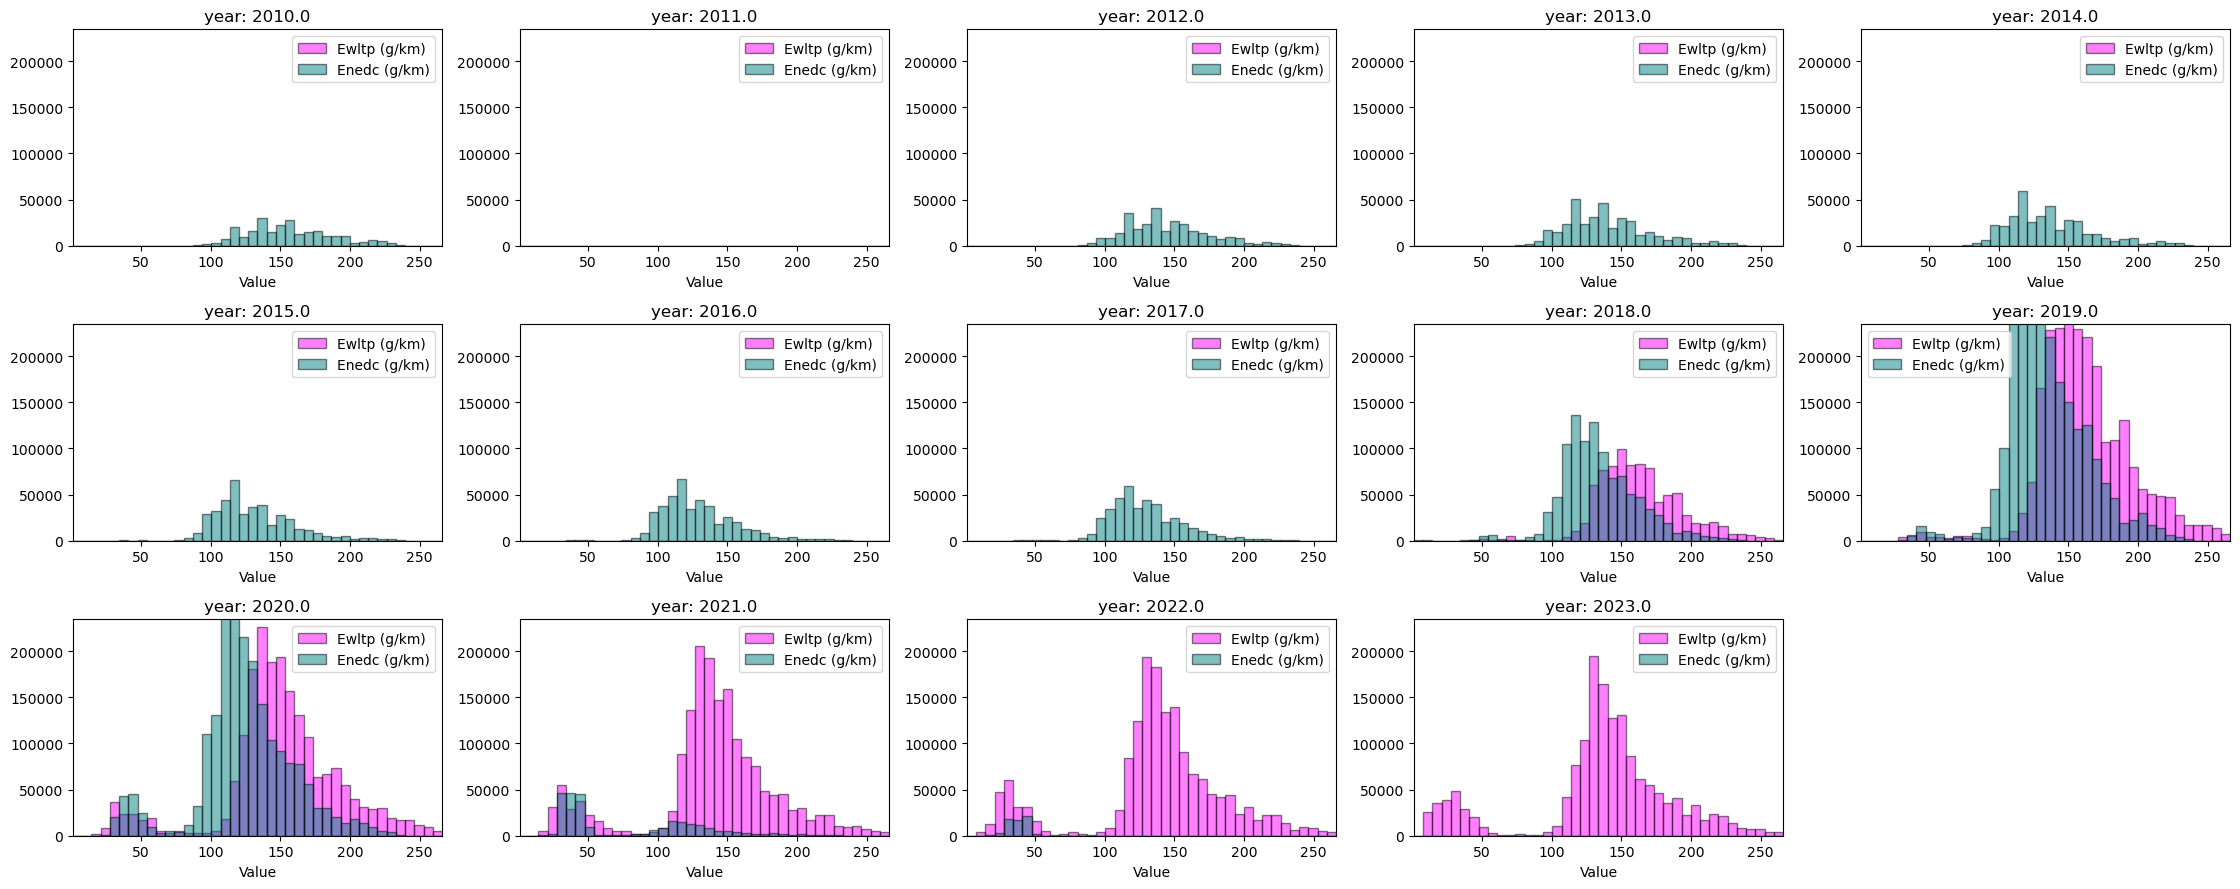 year: 2010.0
Ewltp (g/km)
Enedc (g/km)
200000
150000
100000
50000
0
50 100 150 200 250
Value
year: 2011.0
Ewltp (g/km)
Enedc (g/km)
200000
150000
100000
50000
0
50 100 150 200 250
Value
year: 2012.0
Ewltp (g/km)
Enedc (g/km)
200000
150000
100000
50000
0
50 100 150 200 250
Value
year: 2013.0
Ewltp (g/km)
Enedc (g/km)
200000
150000
100000
50000
0
50 100 150 200 250
Value
year: 2014.0
Ewltp (g/km)
Enedc (g/km)
200000
150000
100000
50000
0
50 100 150 200 250
Value
year: 2015.0
Ewltp (g/km)
Enedc (g/km)
200000
150000
100000
50000
0
50 100 150 200 250
Value
year: 2016.0
Ewltp (g/km)
Enedc (g/km)
200000
150000
100000
50000
0
50 100 150 200 250
Value
year: 2017.0
Ewltp (g/km)
Enedc (g/km)
200000
150000
100000
50000
0
50 100 150 200 250
Value
year: 2018.0
Ewltp (g/km)
Enedc (g/km)
200000
150000
100000
50000
0
50 100 150 200 250
Value
year: 2019.0
Ewltp (g/km)
Enedc (g/km)
200000
150000
100000
50000
0
50 100 150 200 250
Value
year: 2020.0
Ewltp (g/km)
Enedc (g/km)
200000
150000
100000
50000
0
50 100 150 200 250
Value
year: 2021.0
Ewltp (g/km)
Enedc (g/km)
200000
150000
100000
50000
0
50 100 150 200 250
Value
year: 2022.0
Ewltp (g/km)
Enedc (g/km)
200000
150000
100000
50000
0
50 100 150 200 250
Value
year: 2023.0
Ewltp (g/km)
Enedc (g/km)
200000
150000
100000
50000
0
50 100 150 200 250
Value